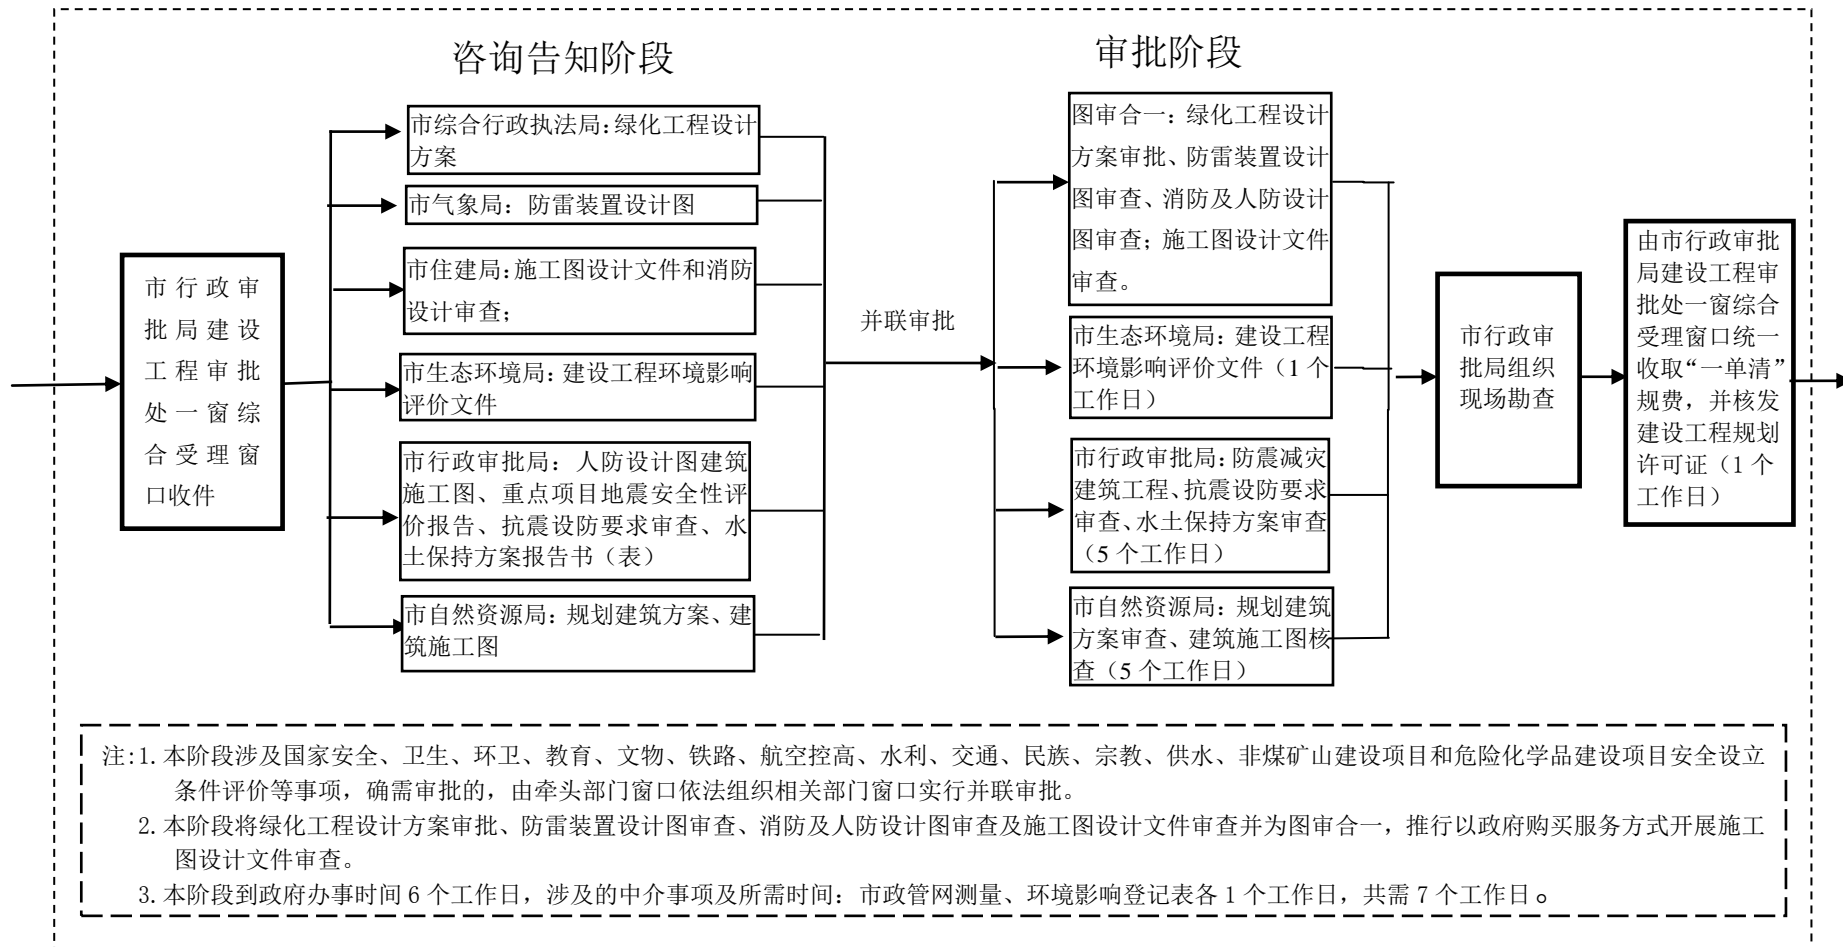 咨询告知阶段
审批阶段
市行政审
批局建设
工程审批
处一窗综
合受理窗
口收件
市综合行政执法局:绿化工程设计
方案
市气象局：防雷装置设计图
市住建局:施工图设计文件和消防
设计审查;
市生态环境局：建设工程环境影响
评价文件
市行政审批局：人防设计图建筑
施工图、重点项目地震安全性评
价报告、抗震设防要求审查、水
土保持方案报告书（表）
市自然资源局：规划建筑方案、建
筑施工图
并联审批
图审合一：绿化工程设计
方案审批、防雷装置设计
图审查、消防及人防设计
图审查；施工图设计文件
审查。
市生态环境局：建设工程
环境影响评价文件（1 个
工作日）
市行政审批局:防震减灾
建筑工程、抗震设防要求
审查、水土保持方案审查
（5 个工作日）
市自然资源局：规划建筑
方案审查、建筑施工图核
查（5 个工作日）
市行政审
批局组织
现场勘查
由市行政审批
局建设工程审
批处一窗综合
受理窗口统一
收取“一单清”
规费，并核发
建设工程规划
许可证（1 个
工作日）
注:1.本阶段涉及国家安全、卫生、环卫、教育、文物、铁路、航空控高、水利、交通、民族、宗教、供水、非煤矿山建设项目和危险化学品建设项目安全设立
条件评价等事项，确需审批的，由牵头部门窗口依法组织相关部门窗口实行并联审批。
2.本阶段将绿化工程设计方案审批、防雷装置设计图审查、消防及人防设计图审查及施工图设计文件审查并为图审合一，推行以政府购买服务方式开展施工
图设计文件审查。
3.本阶段到政府办事时间 6 个工作日，涉及的中介事项及所需时间：市政管网测量、环境影响登记表各 1 个工作日，共需 7 个工作日。